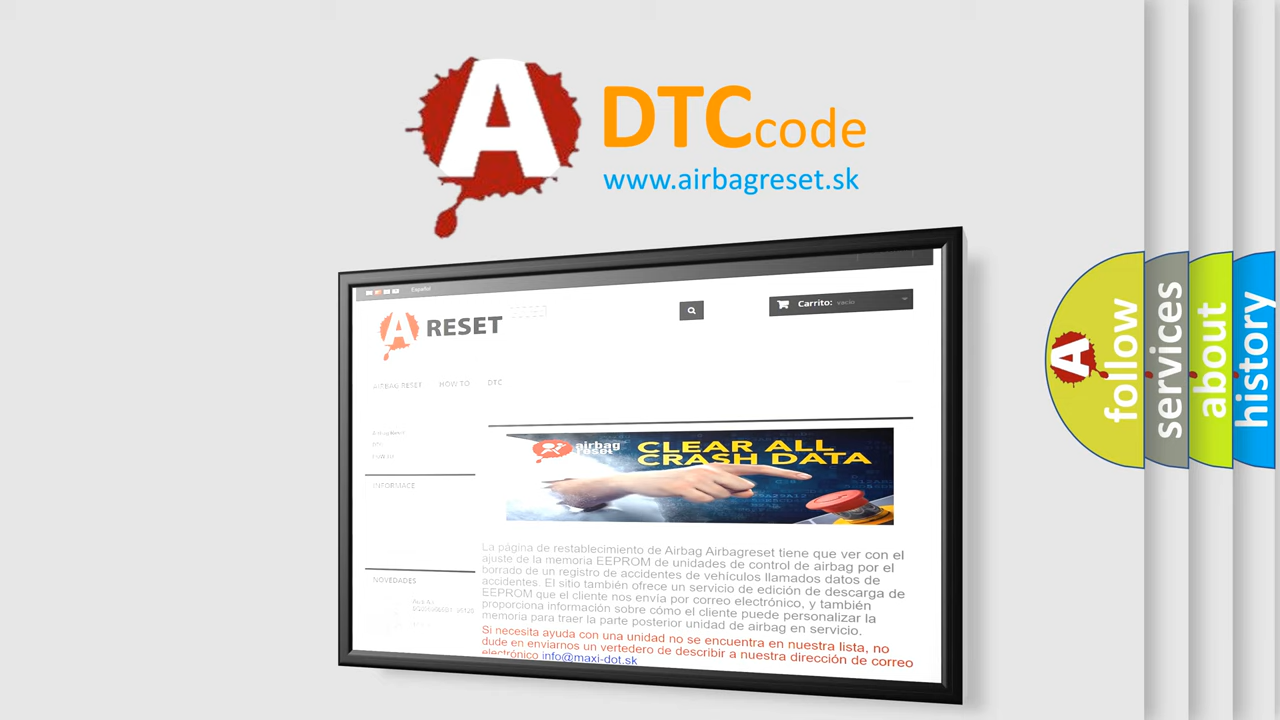 A
DTC code
www.airbagreset.sk
Español
A RESET
Carrito: vacío
AIRBAG RESET HOW TO DTC
airbag
reset
CLEAR ALL
CRASH DATA
INFORMACE
NOVEDADES
La página de restablecimiento de Airbag Airbagreset tiene que ver con el
ajuste de la memoria EEPROM de unidades de control de airbag por el
borrado de un registro de accidentes de vehículos llamados datos de
accidentes. El sitio también ofrece un servicio de edición de descarga de
EEPROM que el cliente nos envía por correo electrónico, y también
proporciona información sobre cómo el cliente puede personalizar la
memoria para traer la parte posterior unidad de airbag en servicio.
Si necesita ayuda con una unidad no se encuentra en nuestra lista, no
dude en enviarnos un vertedero de describir a nuestra dirección de correo
electrónico info@maxi-dot.sk
A
follow
services
about
history